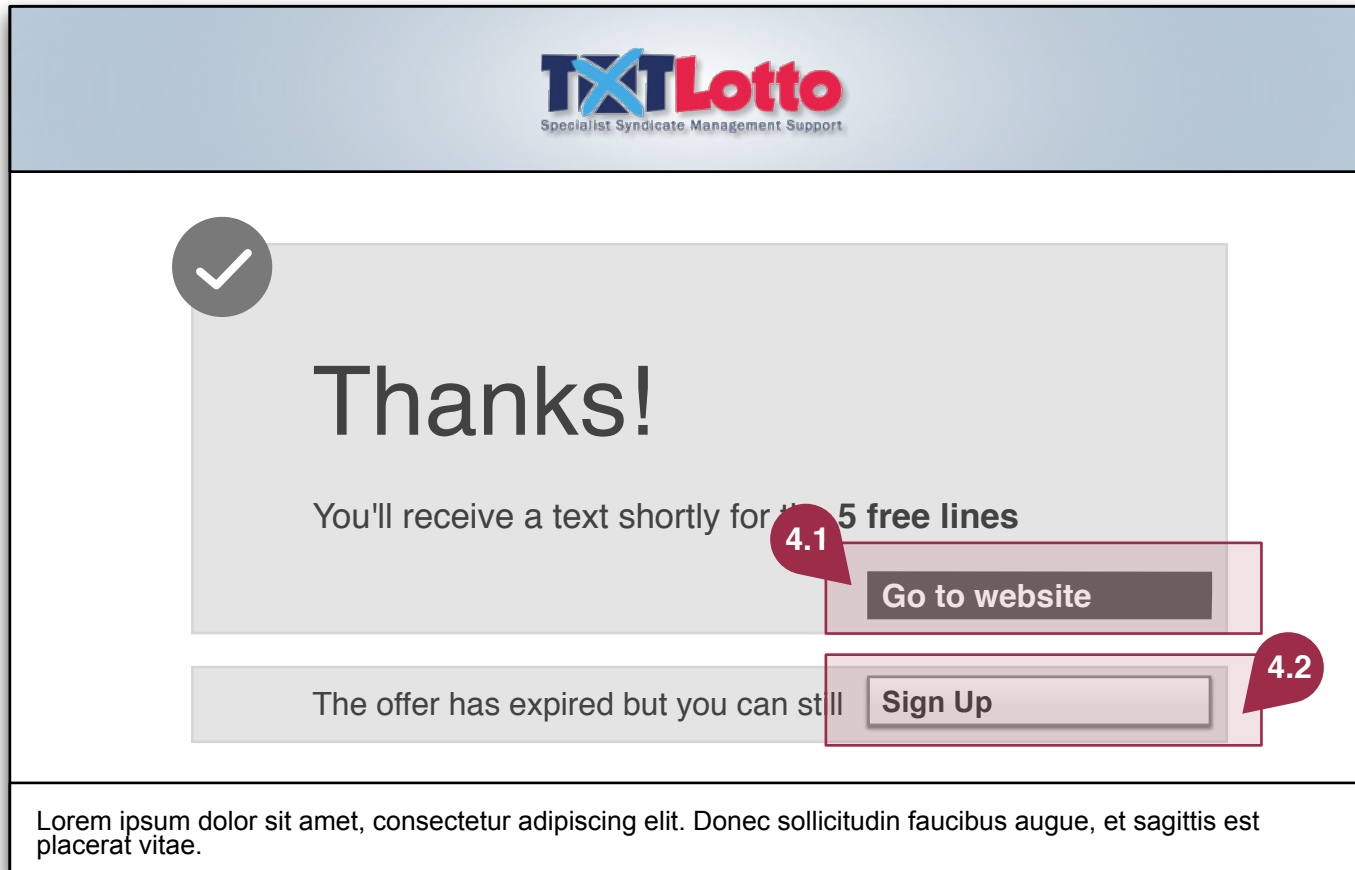 TXTLotto
Specialist Syndicate Management Support
Thanks!
You'll receive a text shortly for 5 free lines
4.1
Go to website
4.2
The offer has expired but you can still Sign Up
Lorem ipsum dolor sit amet, consectetur adipiscing elit. Donec sollicitudin faucibus augue, et sagittis est
placerat vitae.